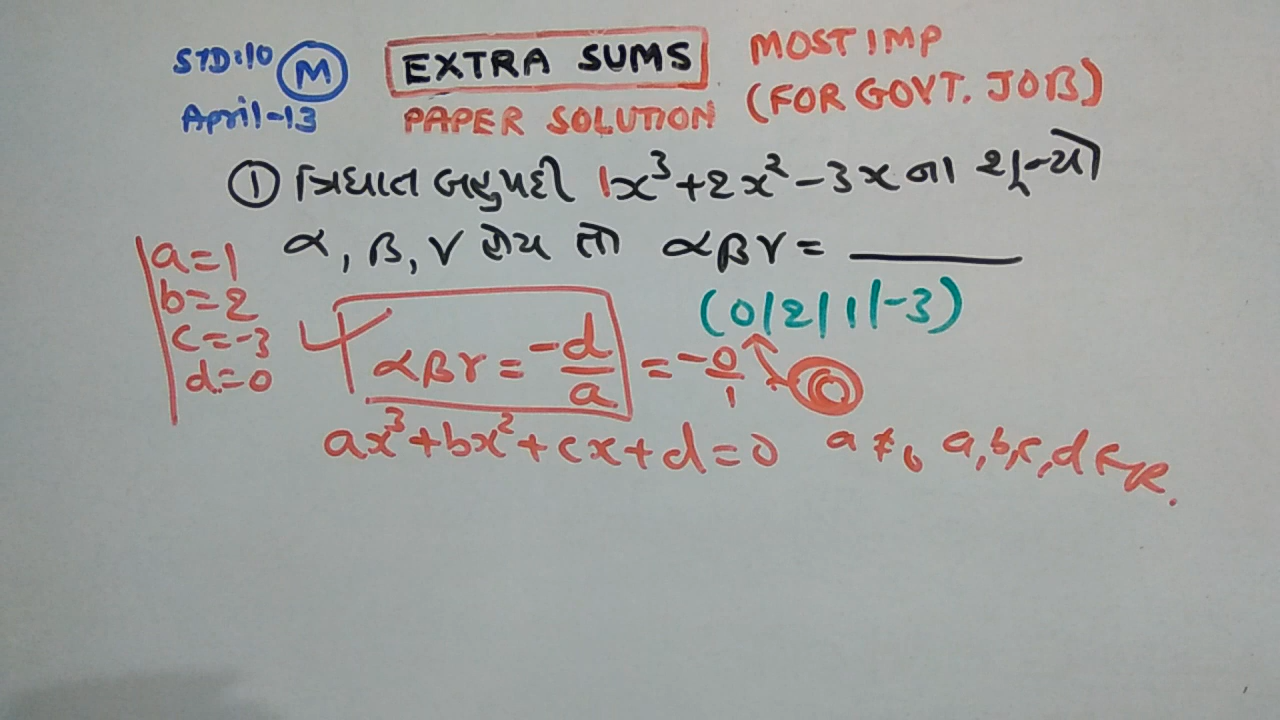 STD:10 M EXTRA SUMS MOST IMP
April-13 PAPER SOLUTION (FOR GOVT. JOB)
① ત્રિઘાત બહુપદી 1x³+2x²-3x ના શૂન્યો
α, β, γ હોય તો αβγ = ______
(0/2/1/-3)
a=1
b=2
c=-3
d=0
αβγ = -d/a = -0/1 = 0
ax³+bx²+cx+d=0 a≠0 a,b,c,d ∈ R.